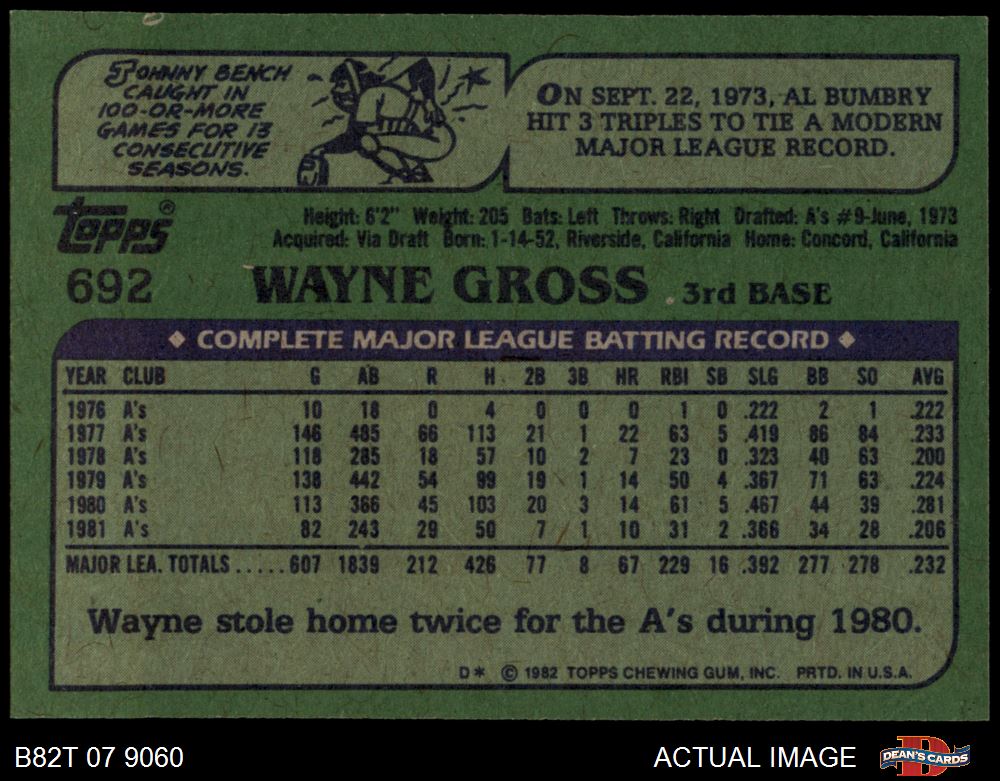 JOHNNY BENCH
CAUGHT IN
100-OR-MORE
GAMES FOR 13
CONSECUTIVE
SEASONS.
ON SEPT. 22, 1973, AL BUMBRY
HIT 3 TRIPLES TO TIE A MODERN
MAJOR LEAGUE RECORD.
topps®
Height: 6'2" Weight: 205 Bats: Left Throws: Right Drafted: A's #9-June, 1973
Acquired: Via Draft Born: 1-14-52, Riverside, California Home: Concord, California
692 WAYNE GROSS 3rd BASE
◆ COMPLETE MAJOR LEAGUE BATTING RECORD ◆
YEAR CLUB G AB R H 2B 3B HR RBI SB SLG BB SO AVG
1976 A's 10 18 0 4 0 0 0 1 0 .222 2 1 .222
1977 A's 146 485 66 113 21 1 22 63 5 .419 86 84 .233
1978 A's 118 285 18 57 10 2 7 23 0 .323 40 63 .200
1979 A's 138 442 54 99 19 1 14 50 4 .367 71 63 .224
1980 A's 113 366 45 103 20 3 14 61 5 .467 44 39 .281
1981 A's 82 243 29 50 7 1 10 31 2 .366 34 28 .206
MAJOR LEA. TOTALS.....607 1839 212 426 77 8 67 229 16 .392 277 278 .232
Wayne stole home twice for the A's during 1980.
D* © 1982 TOPPS CHEWING GUM, INC. PRTD. IN U.S.A.
B82T 07 9060 ACTUAL IMAGE DEAN'S CARDS